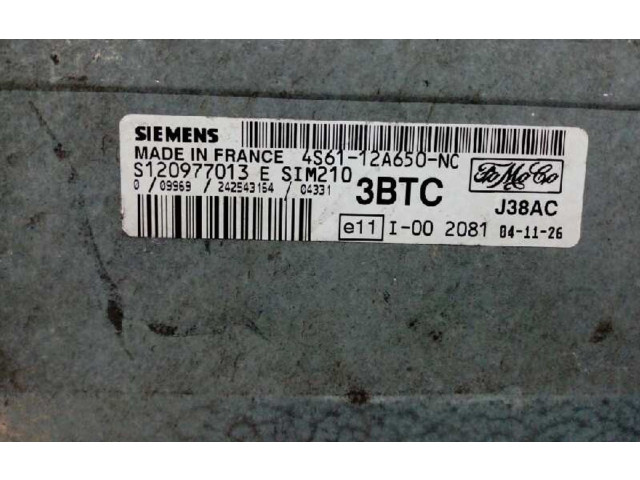 SIEMENS
MADE IN FRANCE 4S61-12A650-NC
S120977013 E SIM210
0 / 09969 / 242543164 / 04331
3BTC
FoMoCo
J38AC
e11 I-00 2081 04-11-26